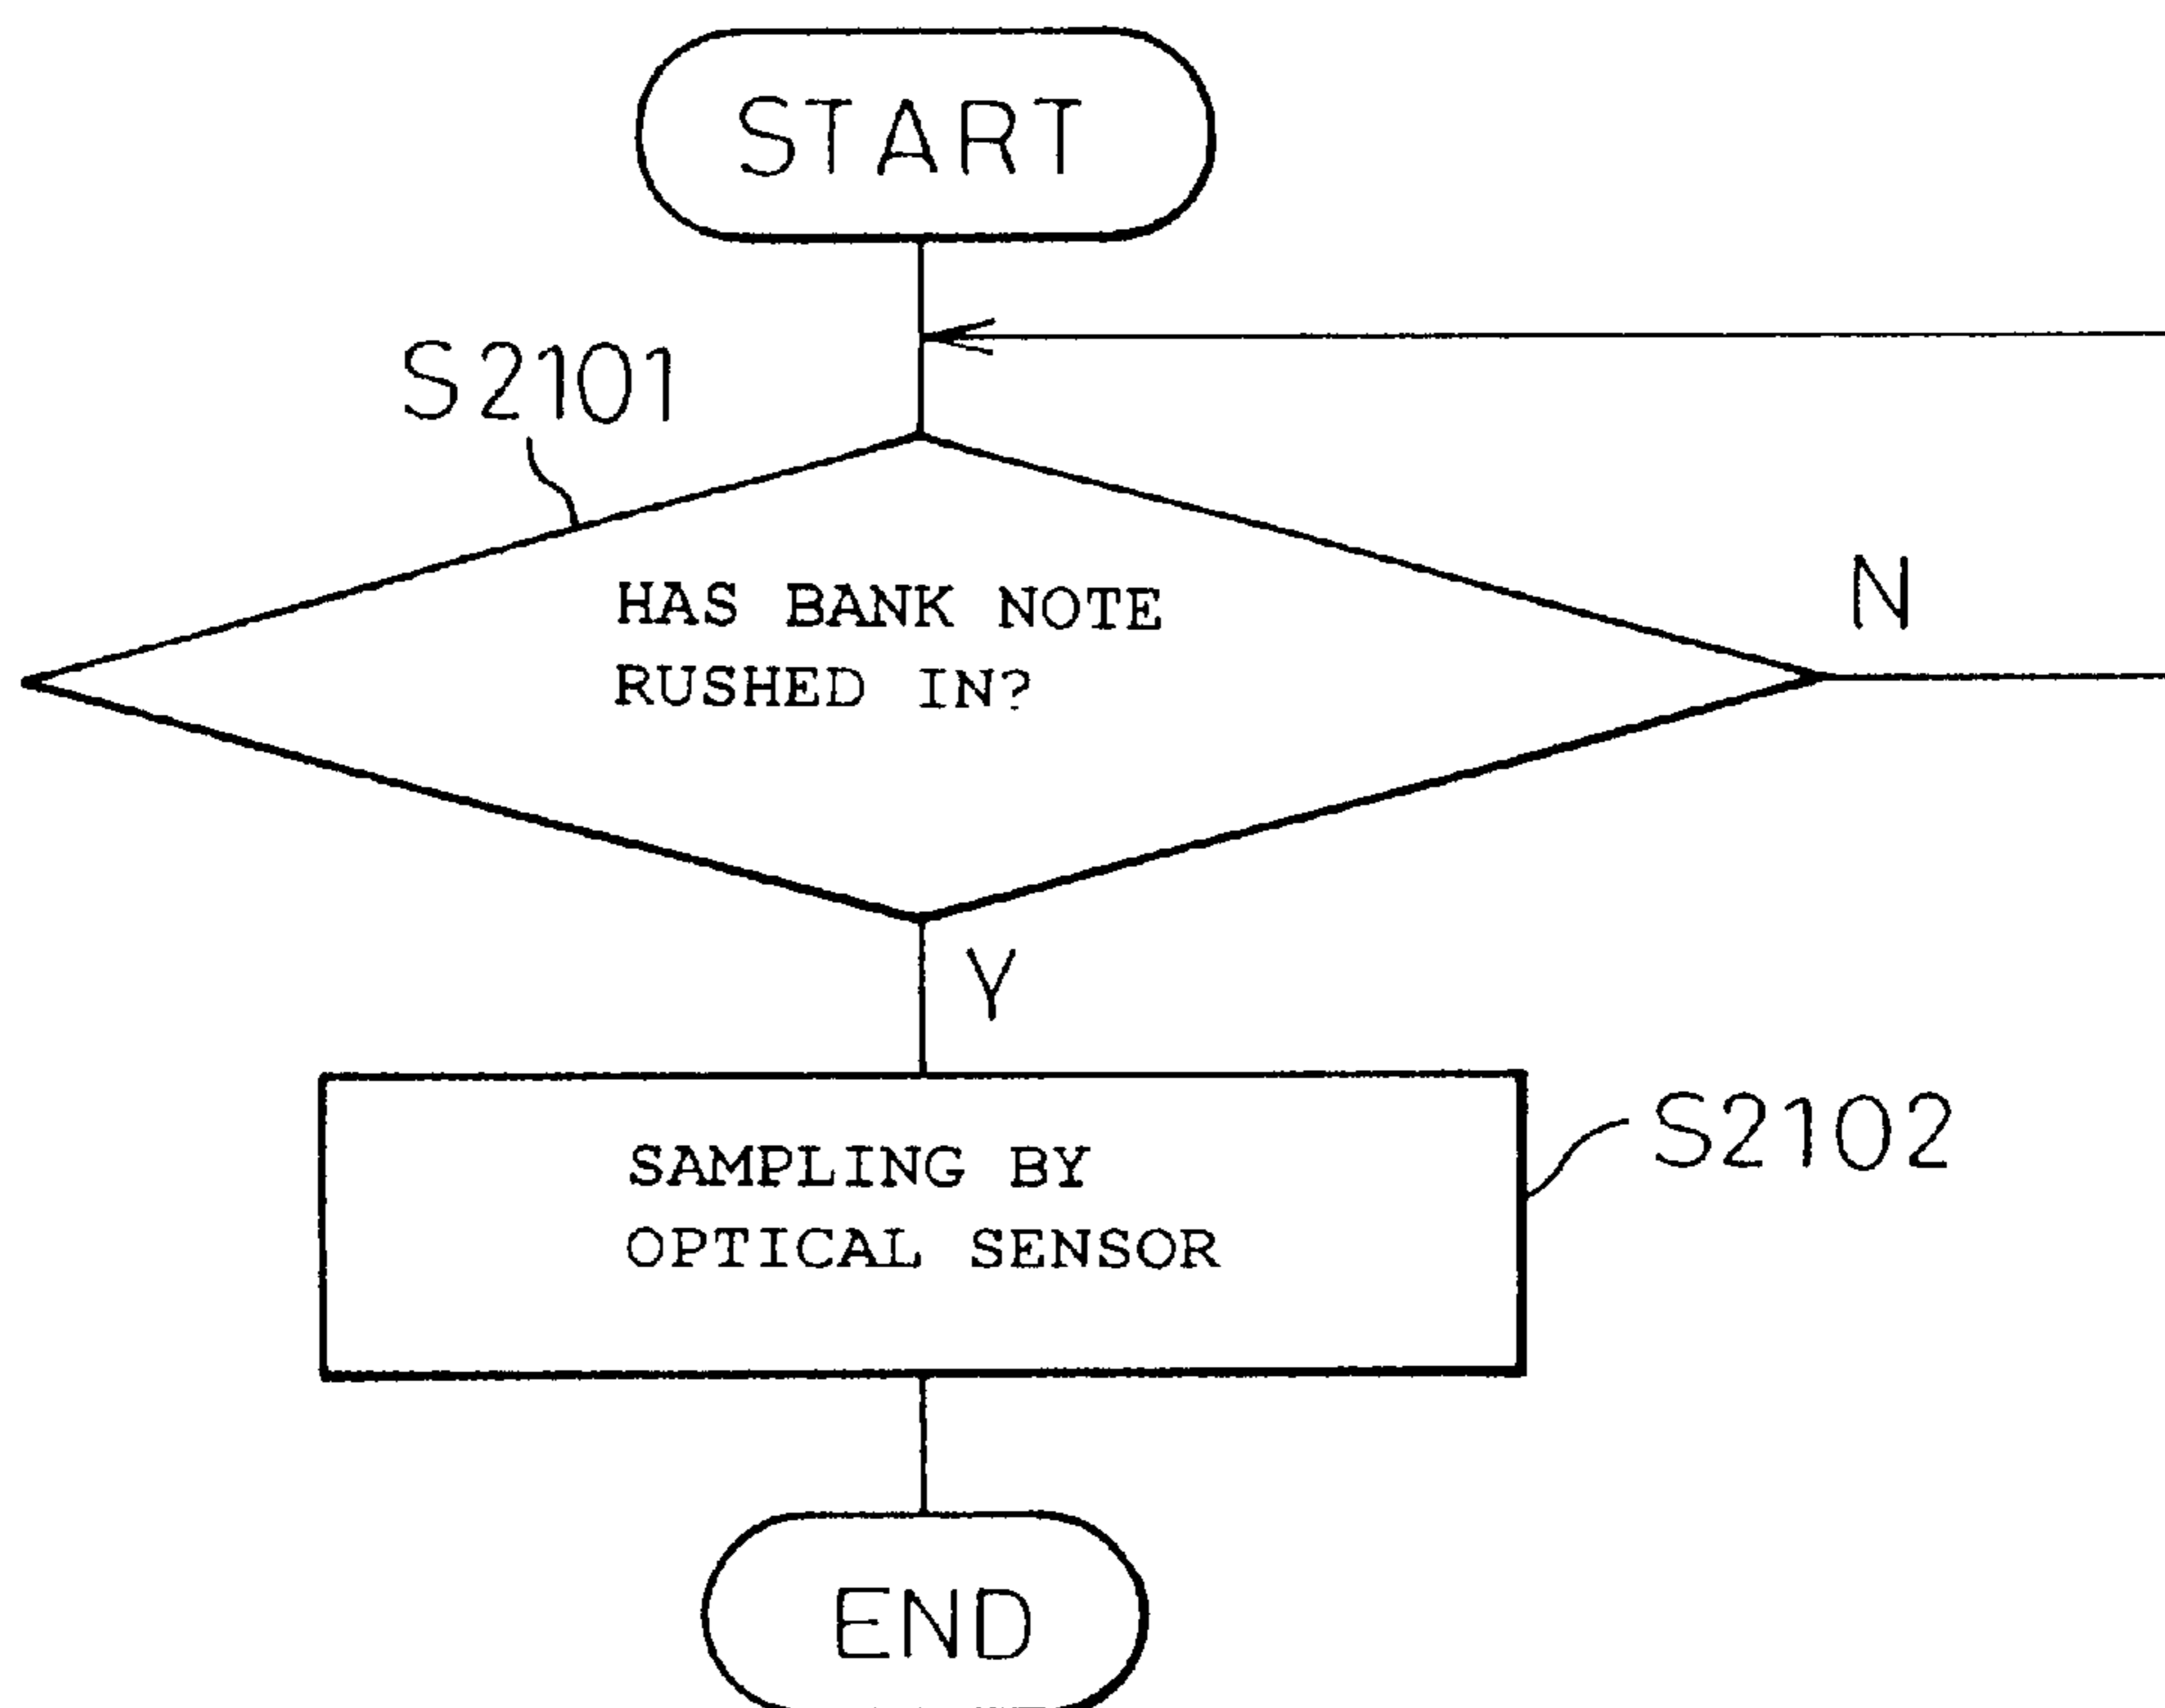 START
S2101
HAS BANK NOTE
RUSHED IN?
N
Y
SAMPLING BY
OPTICAL SENSOR
S2102
END